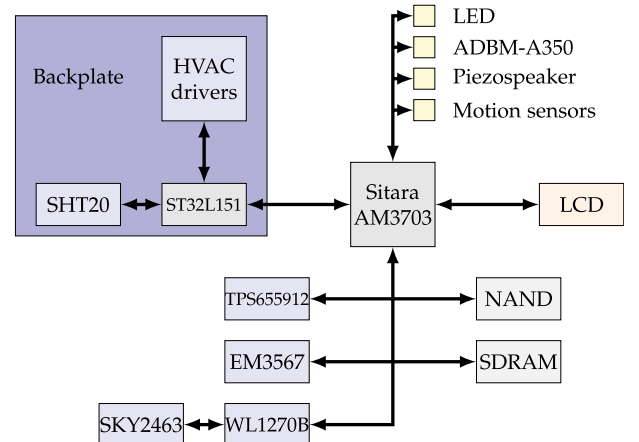 LED
ADBM-A350
Piezospeaker
Motion sensors
Backplate
HVAC
drivers
SHT20
ST32L151
Sitara
AM3703
LCD
TPS655912
NAND
EM3567
SDRAM
SKY2463
WL1270B